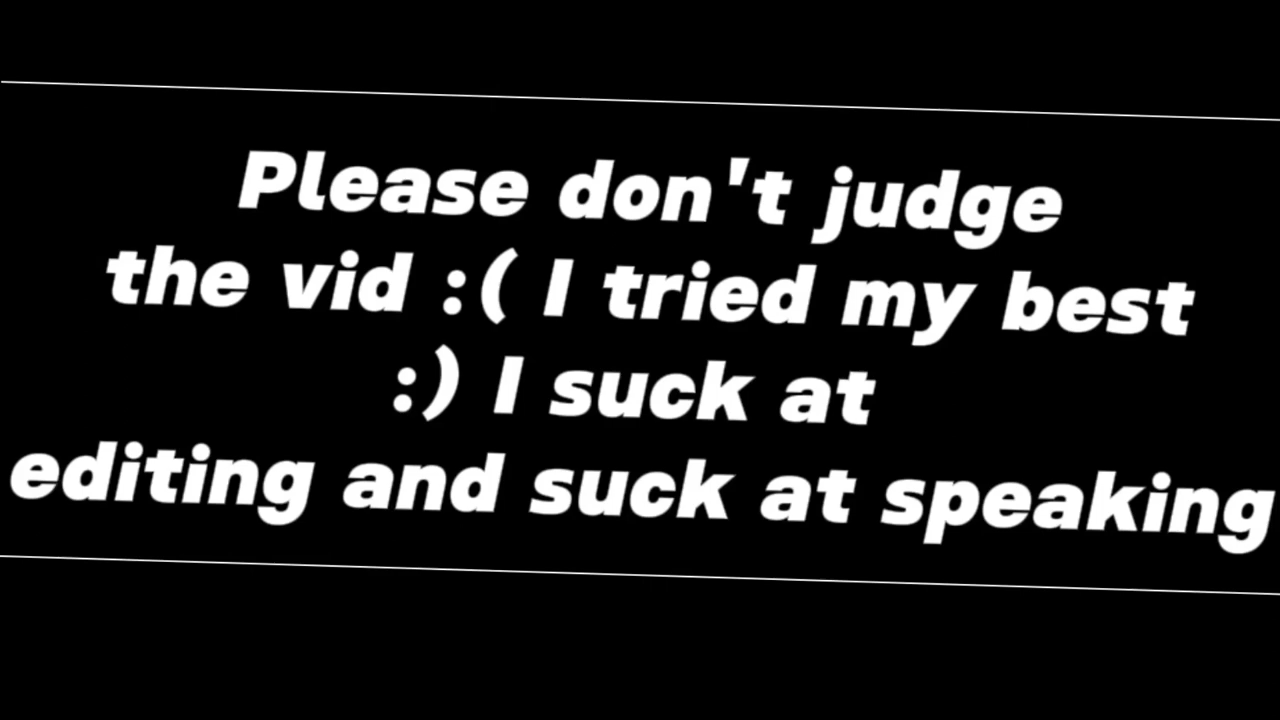 Please don't judge
the vid :( I tried my best
:) I suck at
editing and suck at speaking